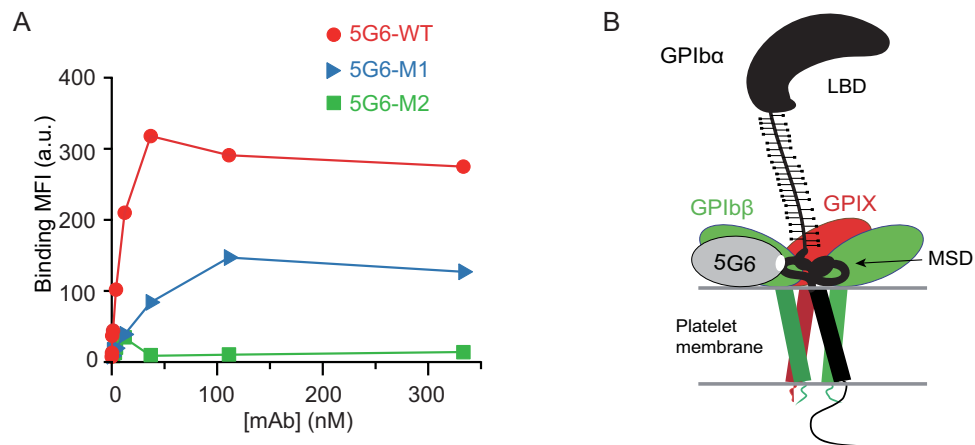 A
5G6-WT
5G6-M1
5G6-M2
Binding MFI (a.u.)
400
300
200
100
0
0
100
200
300
[mAb] (nM)
B
GPIbα
LBD
GPIbβ
GPIX
5G6
MSD
Platelet
membrane